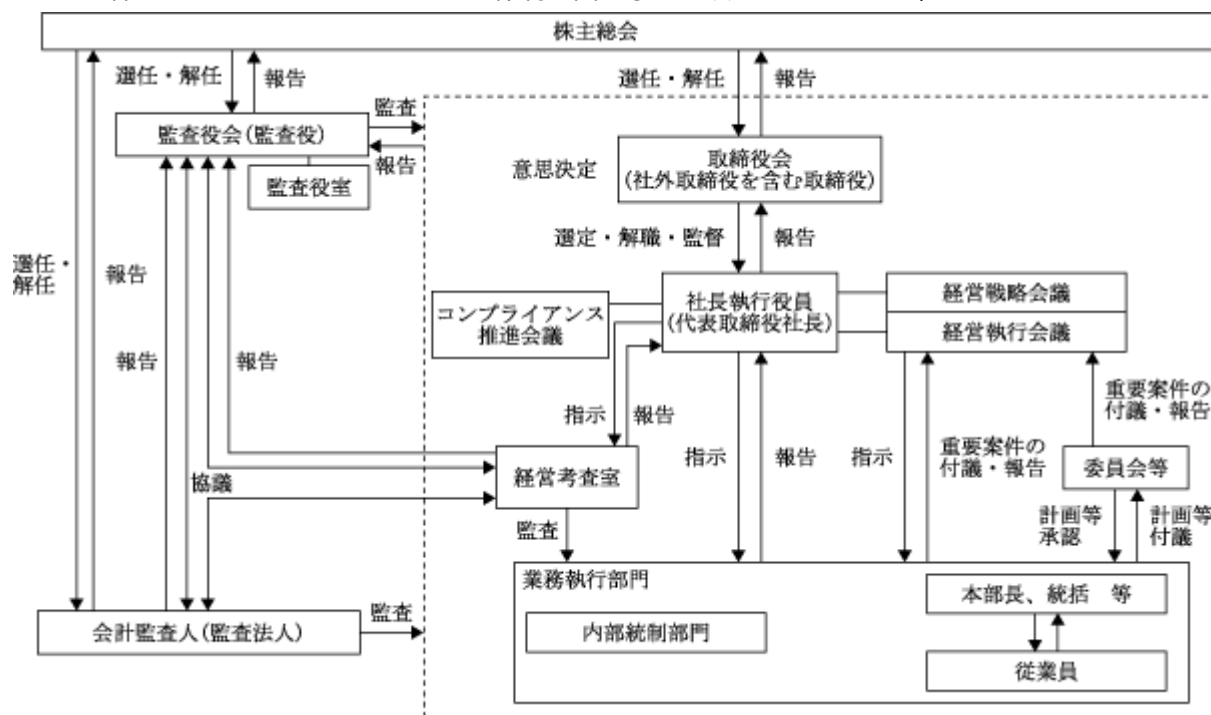 株主総会
選任・解任
報告
選任・解任
報告
監査
監査役会(監査役)
報告
監査役室
意思決定
取締役会
(社外取締役を含む取締役)
選定・解職・監督
報告
選任・
解任
報告
コンプライアンス
推進会議
社長執行役員
(代表取締役社長)
経営戦略会議
経営執行会議
報告
報告
指示
報告
指示
報告
指示
重要案件の
付議・報告
重要案件の
付議・報告
経営考査室
委員会等
協議
監査
計画等
承認
計画等
付議
業務執行部門
内部統制部門
本部長、統括　等
従業員
会計監査人(監査法人)
監査